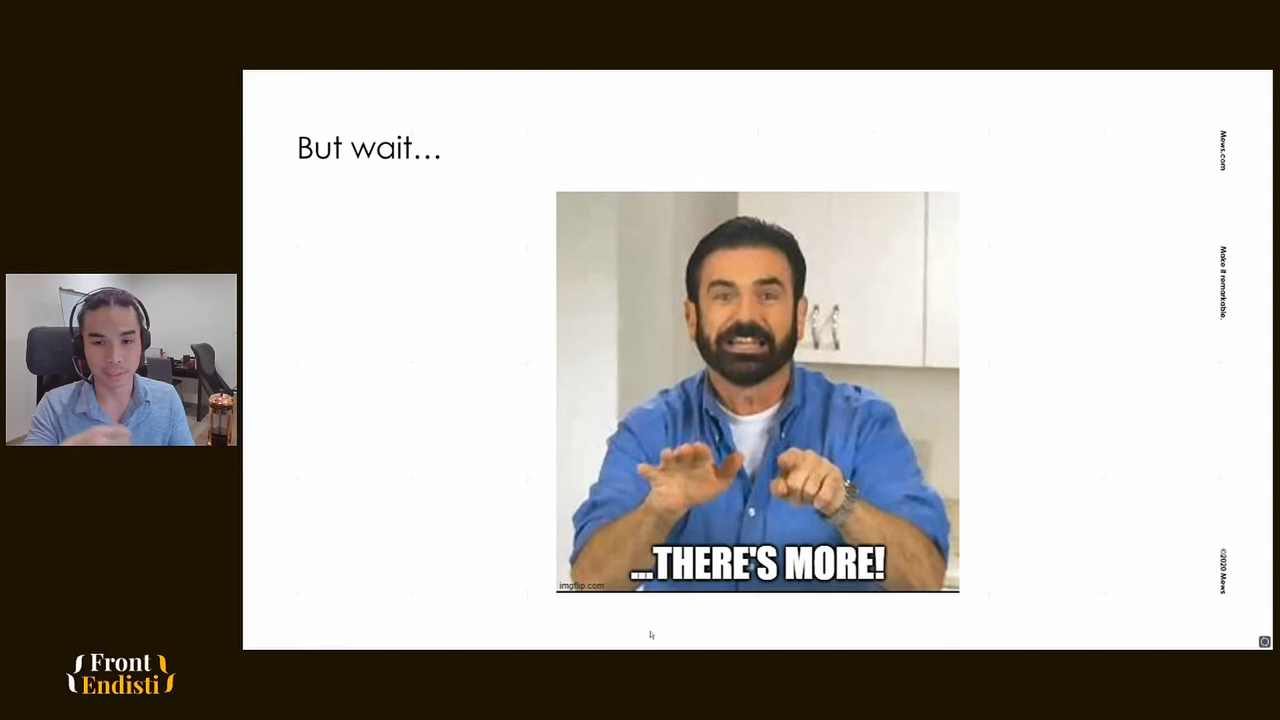 But wait...
...THERE'S MORE!
imgflip.com
Mews.com
Make it remarkable.
©2020 Mews
{Front
Endisti}